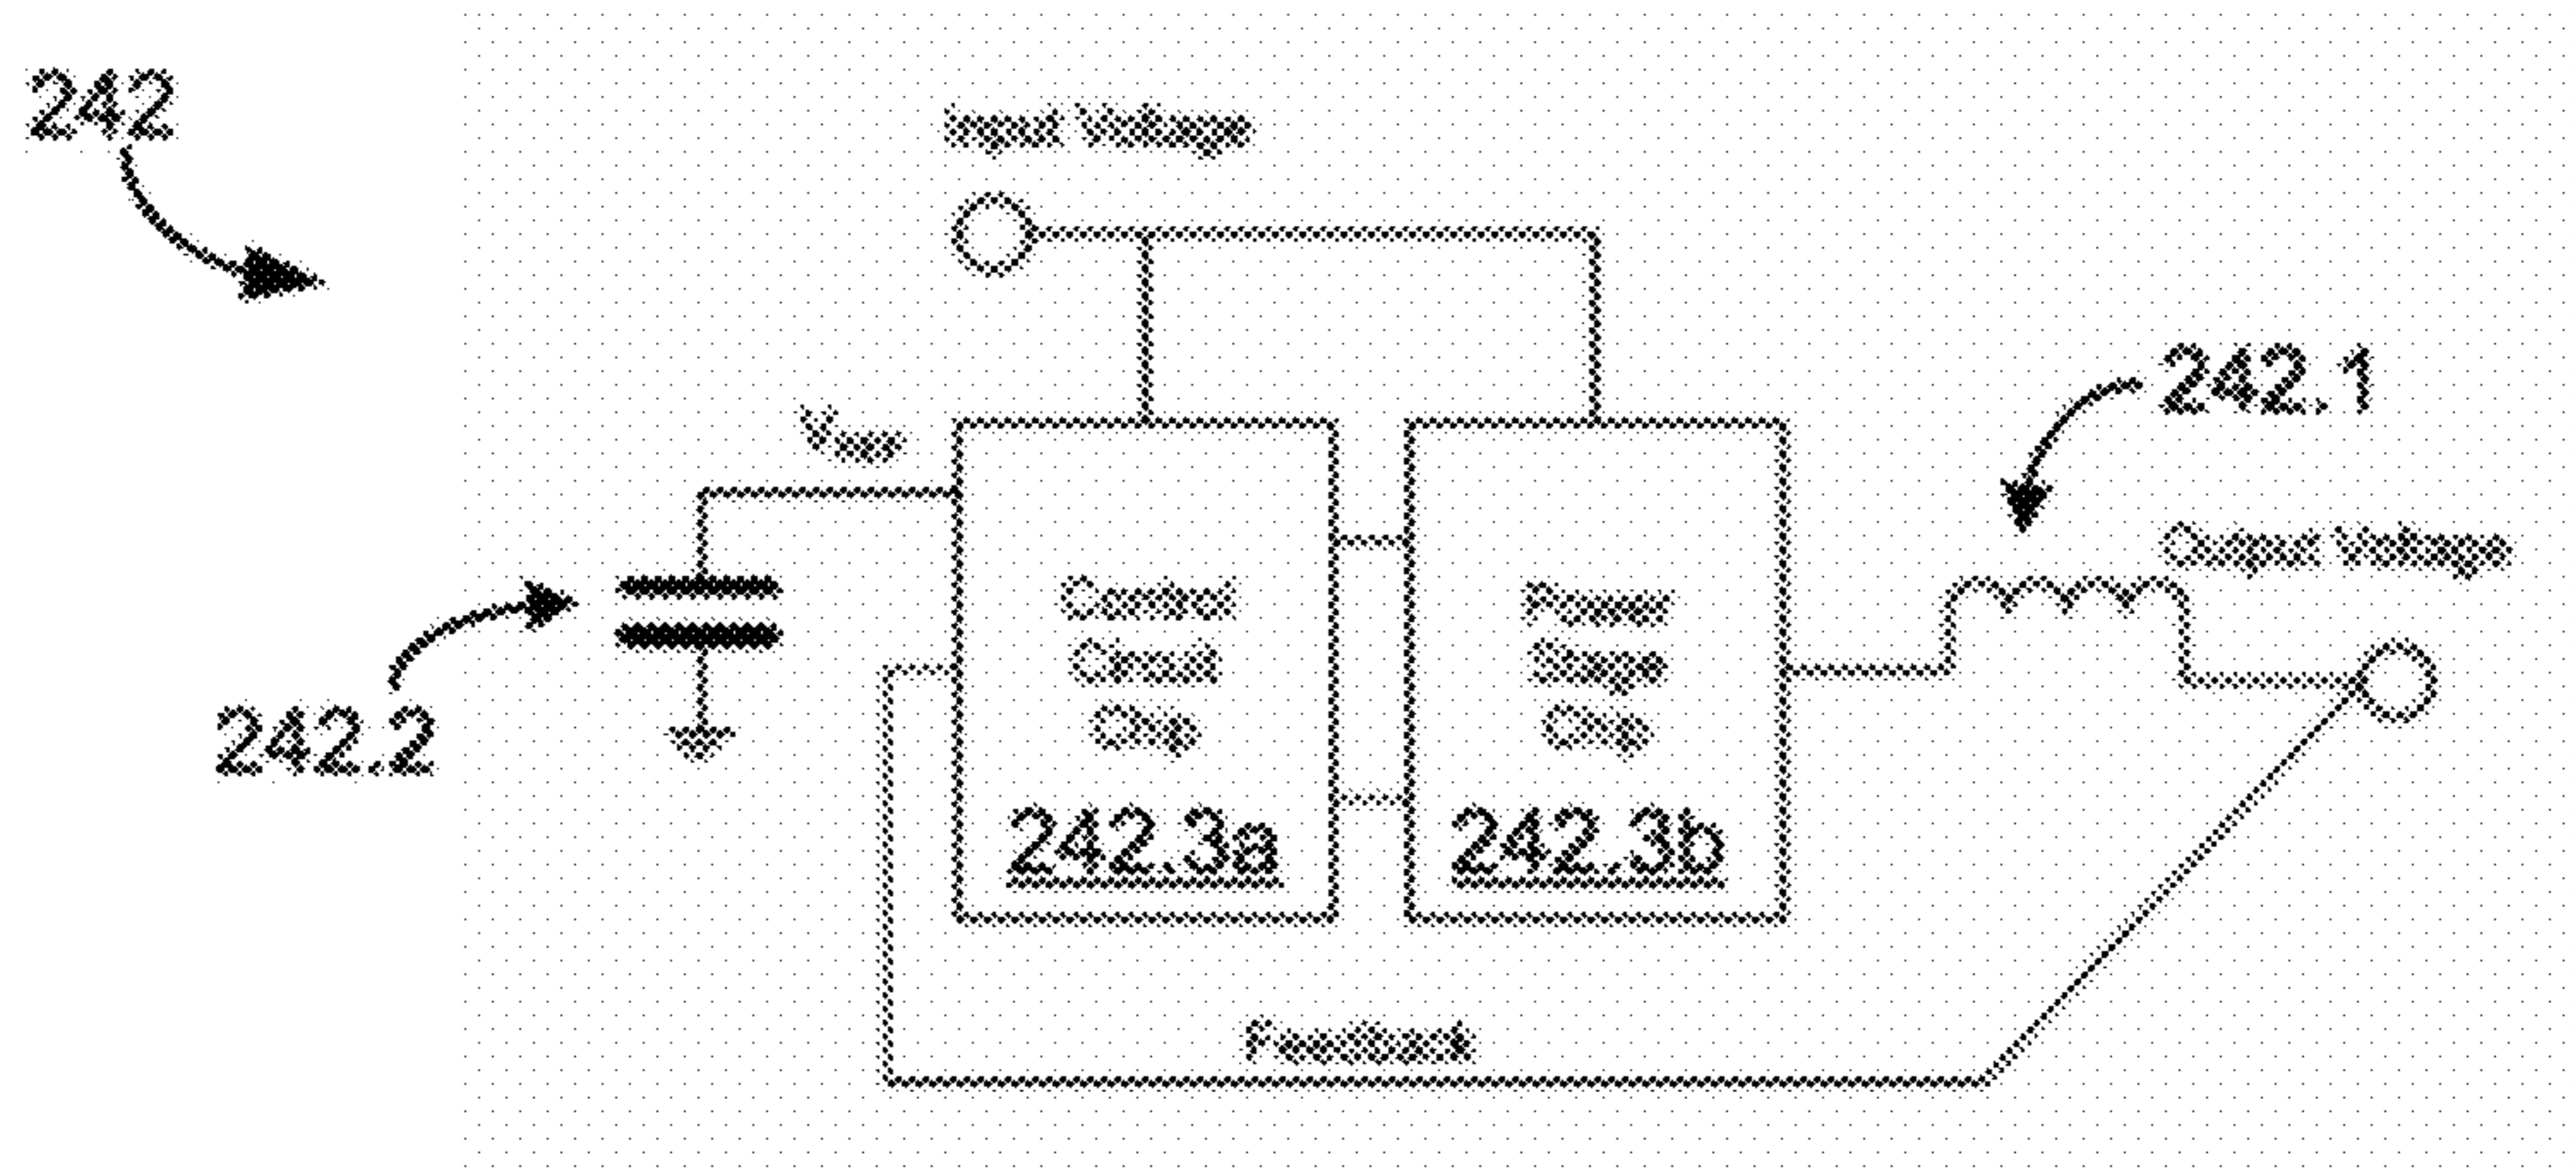 242
Input Voltage
242.1
V
Output Voltage
Control
Circuit
Chip
242.3a
Power
Stage
Chip
242.3b
242.2
Feedback